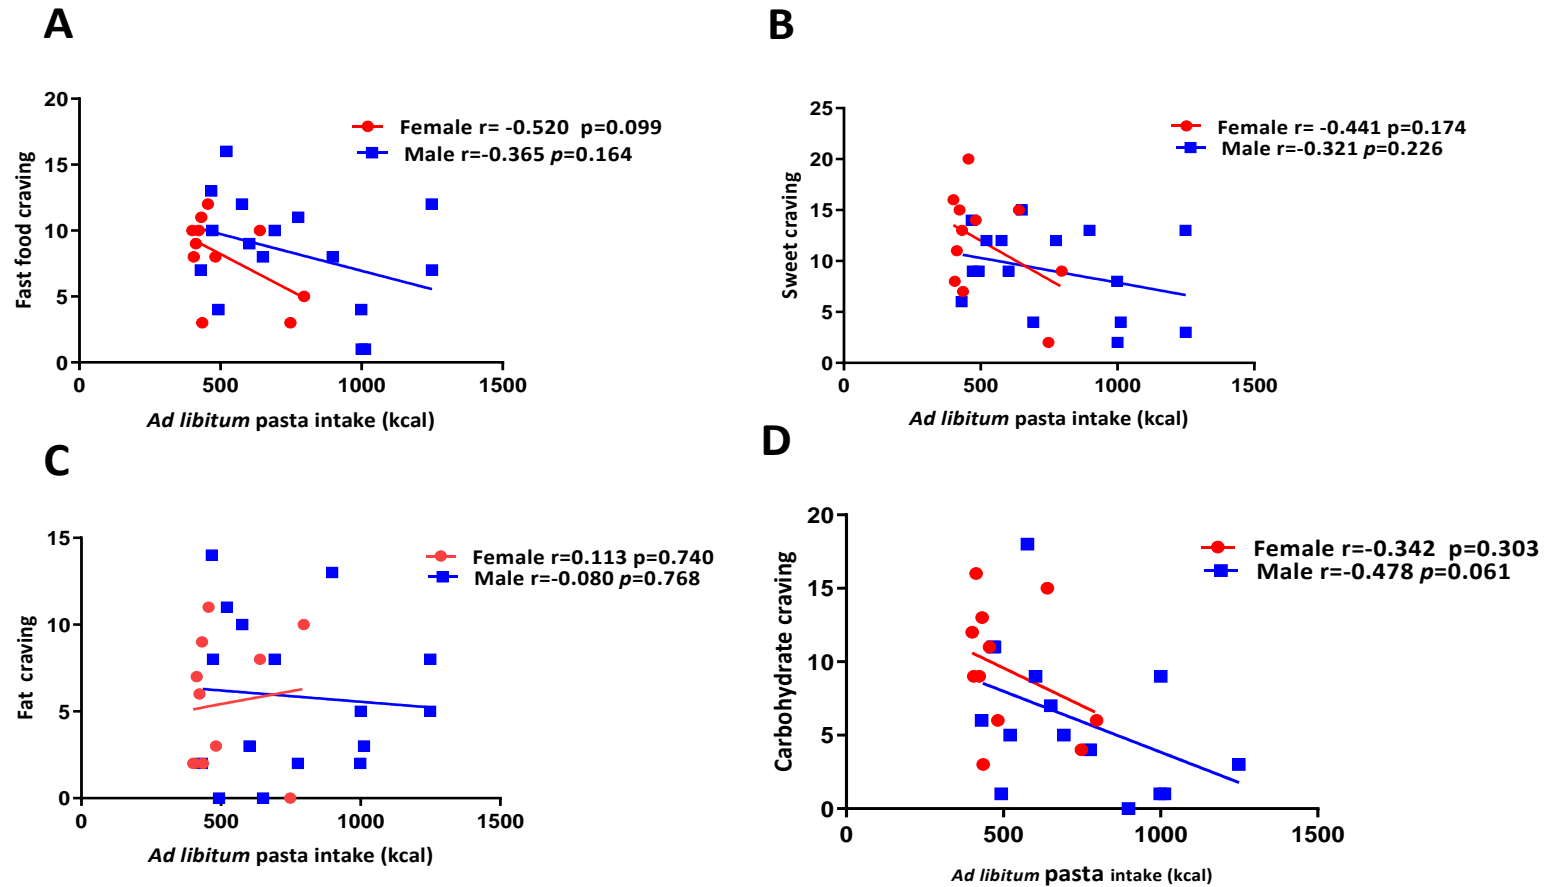 A
20
15
10
5
0
Fast food craving
Female r= -0.520 p=0.099
Male r=-0.365 p=0.164
0 500 1000 1500
Ad libitum pasta intake (kcal)
B
25
20
15
10
5
0
Sweet craving
Female r= -0.441 p=0.174
Male r=-0.321 p=0.226
0 500 1000 1500
Ad libitum pasta intake (kcal)
C
15
10
5
0
Fat craving
Female r=0.113 p=0.740
Male r=-0.080 p=0.768
0 500 1000 1500
Ad libitum pasta intake (kcal)
D
20
15
10
5
0
Carbohydrate craving
Female r=-0.342 p=0.303
Male r=-0.478 p=0.061
0 500 1000 1500
Ad libitum pasta intake (kcal)